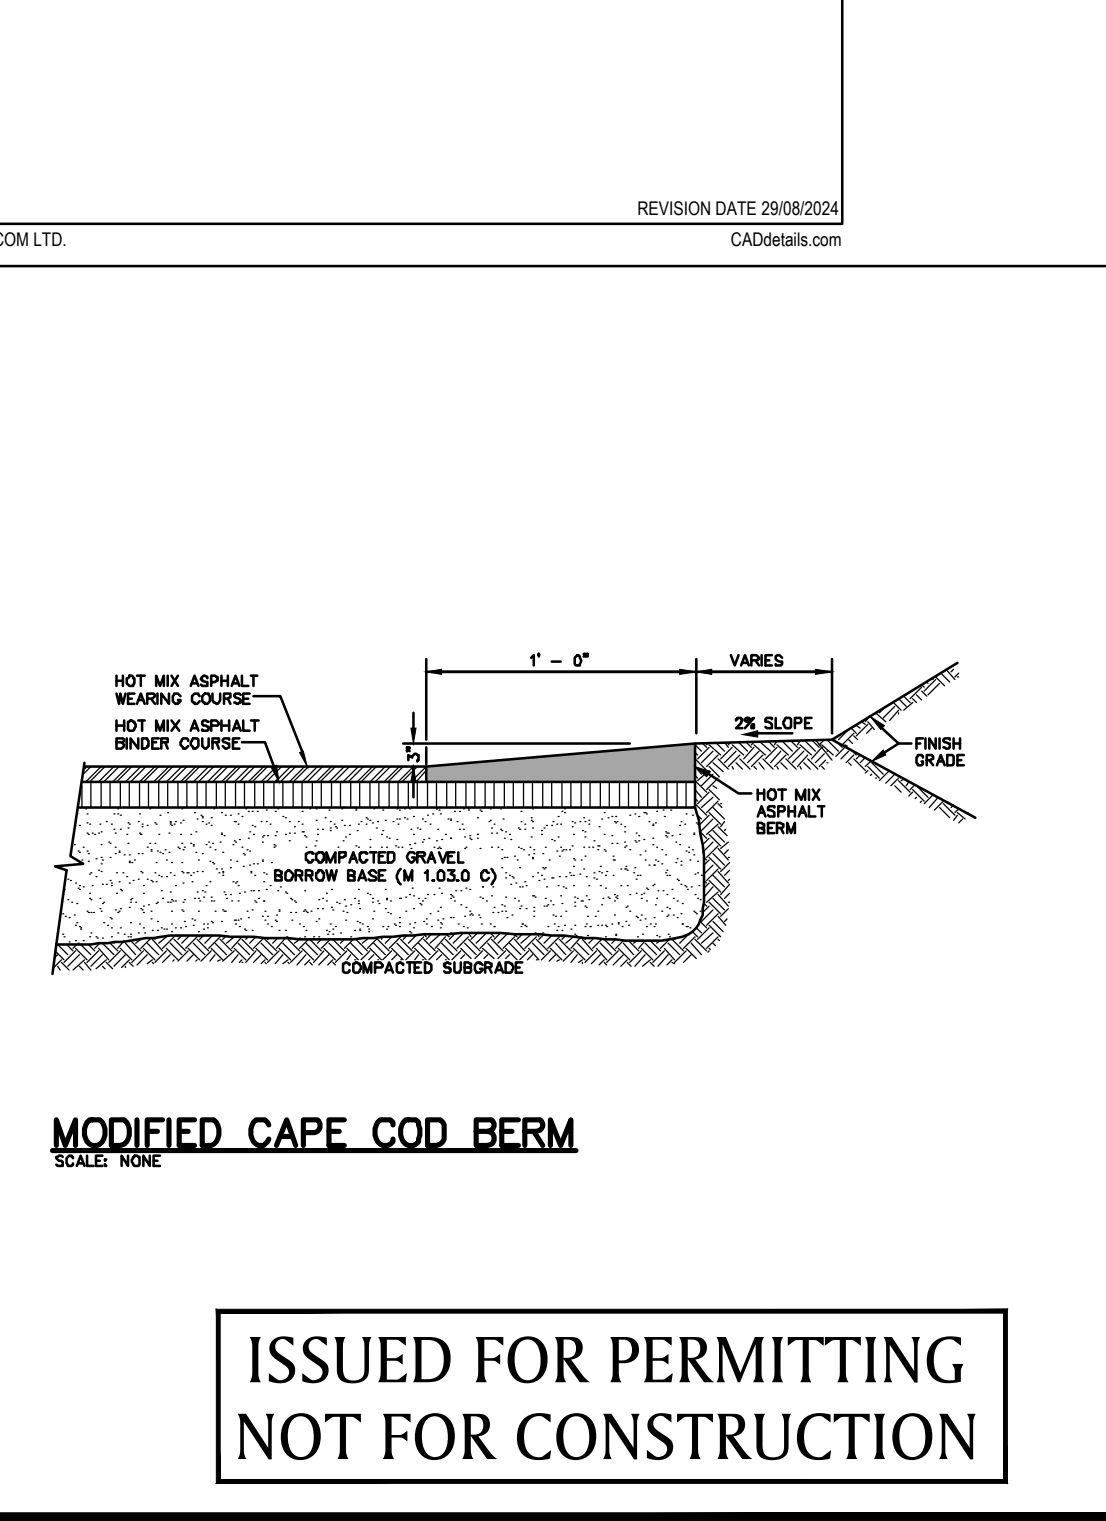 REVISION DATE 29/08/2024
COM LTD.
CADdetails.com
1' - 0"
VARIES
HOT MIX ASPHALT
WEARING COURSE
HOT MIX ASPHALT
BINDER COURSE
2% SLOPE
3"
FINISH
GRADE
HOT MIX
ASPHALT
BERM
COMPACTED GRAVEL
BORROW BASE (M 1.03.0 C)
COMPACTED SUBGRADE
MODIFIED CAPE COD BERM
SCALE: NONE
ISSUED FOR PERMITTING
NOT FOR CONSTRUCTION